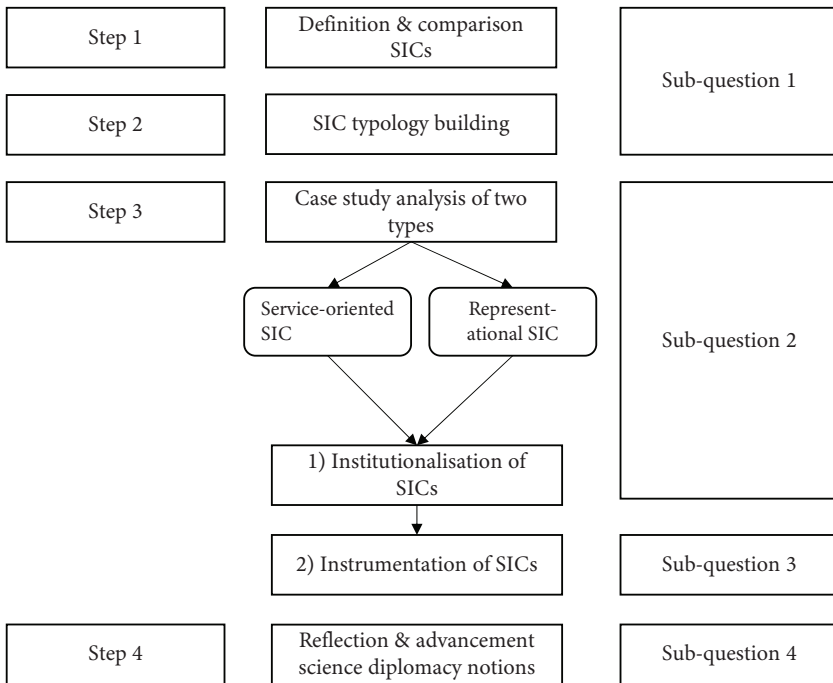 Step 1
Definition & comparison
SICs
Sub-question 1
Step 2
SIC typology building
Step 3
Case study analysis of two
types
Service-oriented
SIC
Represent-
ational SIC
Sub-question 2
1) Institutionalisation of
SICs
2) Instrumentation of SICs
Sub-question 3
Step 4
Reflection & advancement
science diplomacy notions
Sub-question 4